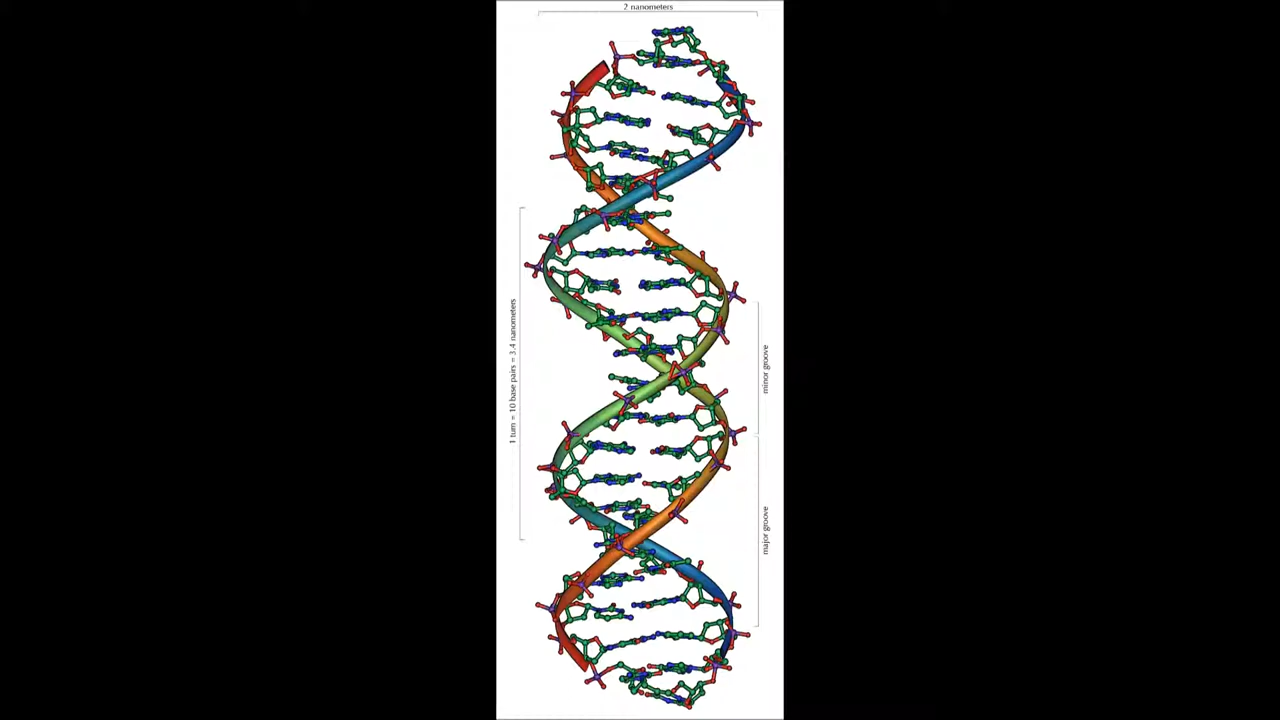 2 nanometers
1 turn = 10 base pairs = 3.4 nanometers
minor groove
major groove